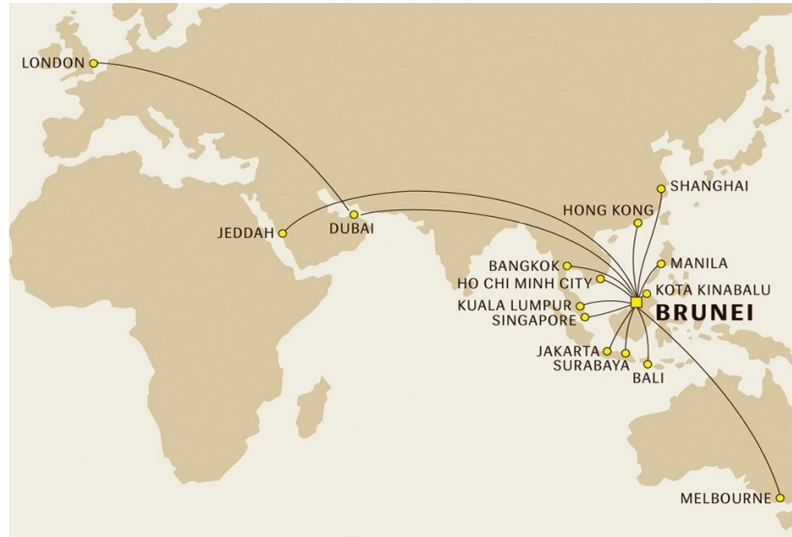 LONDON
SHANGHAI
HONG KONG
JEDDAH
DUBAI
BANGKOK
MANILA
HO CHI MINH CITY
KOTA KINABALU
KUALA LUMPUR
BRUNEI
SINGAPORE
JAKARTA
SURABAYA
BALI
MELBOURNE